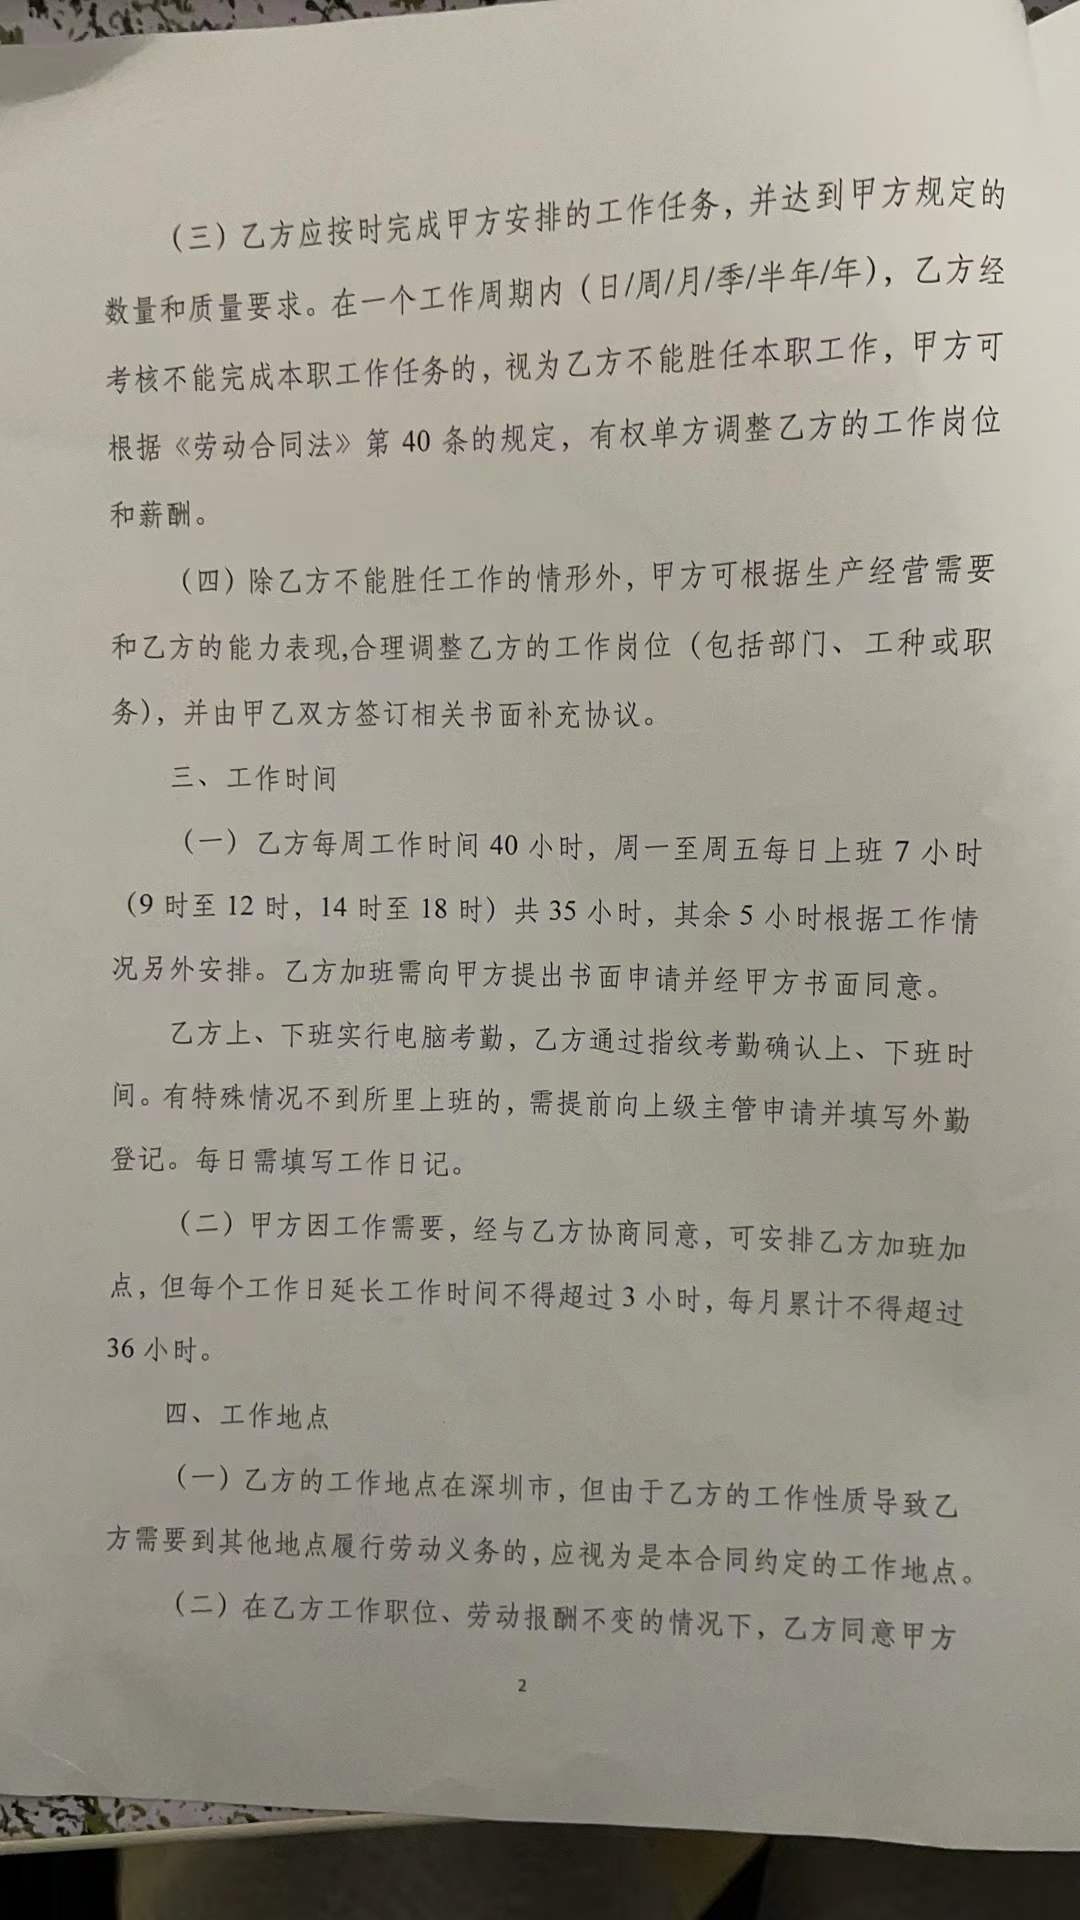 （三）乙方应按时完成甲方安排的工作任务，并达到甲方规定的
数量和质量要求。在一个工作周期内（日/周/月/季/半年/年），乙方经
考核不能完成本职工作任务的，视为乙方不能胜任本职工作，甲方可
根据《劳动合同法》第 40 条的规定，有权单方调整乙方的工作岗位
和薪酬。
（四）除乙方不能胜任工作的情形外，甲方可根据生产经营需要
和乙方的能力表现,合理调整乙方的工作岗位（包括部门、工种或职
务），并由甲乙双方签订相关书面补充协议。
三、工作时间
（一）乙方每周工作时间 40 小时，周一至周五每日上班 7 小时
（9 时至 12 时，14 时至 18 时）共 35 小时，其余 5 小时根据工作情
况另外安排。乙方加班需向甲方提出书面申请并经甲方书面同意。
乙方上、下班实行电脑考勤，乙方通过指纹考勤确认上、下班时
间。有特殊情况不到所里上班的，需提前向上级主管申请并填写外勤
登记。每日需填写工作日记。
（二）甲方因工作需要，经与乙方协商同意，可安排乙方加班加
点，但每个工作日延长工作时间不得超过 3 小时，每月累计不得超过
36 小时。
四、工作地点
（一）乙方的工作地点在深圳市，但由于乙方的工作性质导致乙
方需要到其他地点履行劳动义务的，应视为是本合同约定的工作地点。
（二）在乙方工作职位、劳动报酬不变的情况下，乙方同意甲方
2